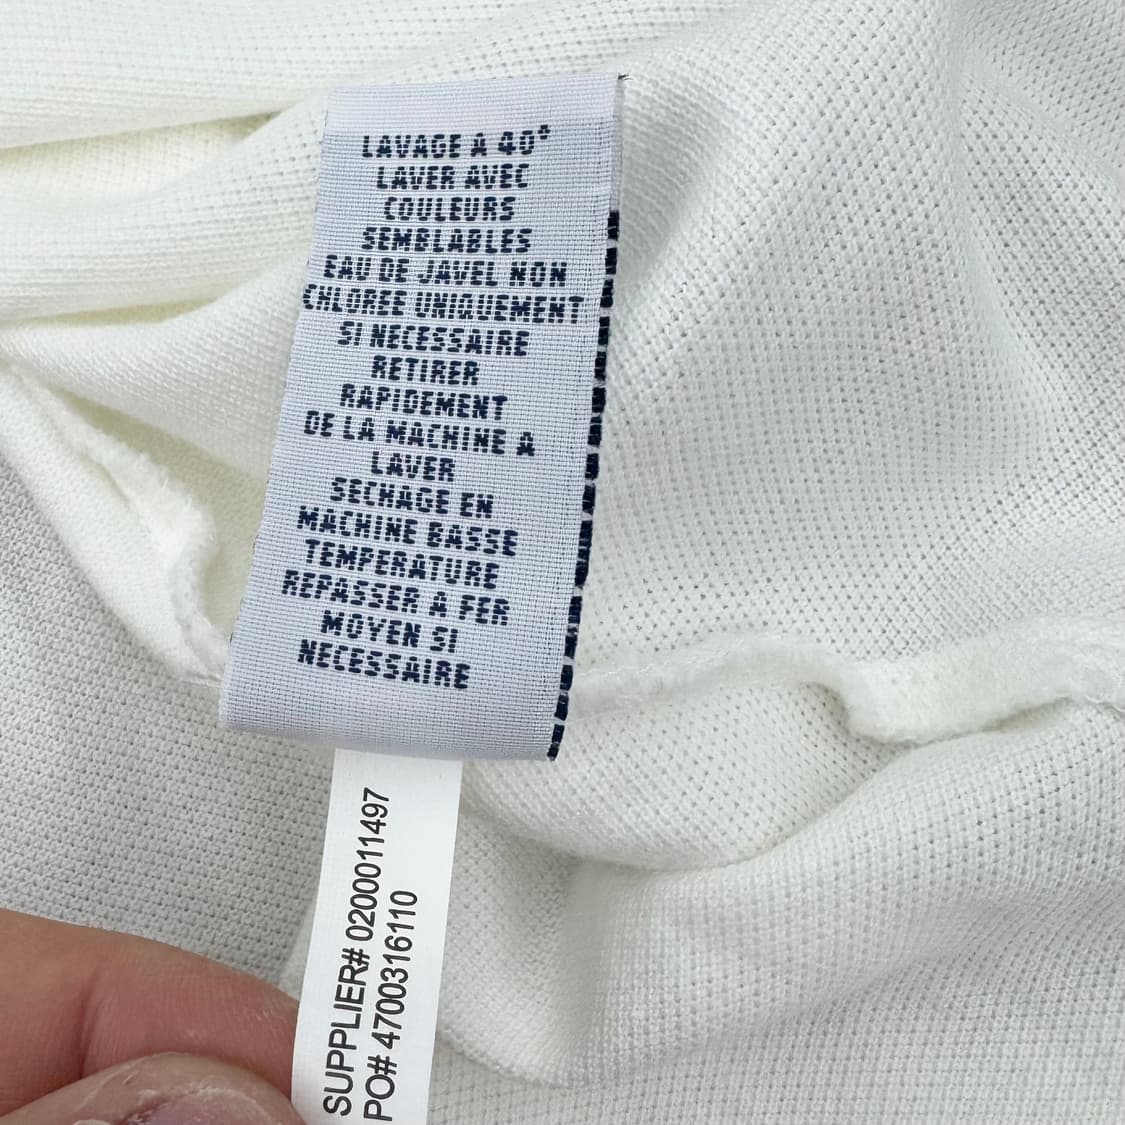 LAVAGE A 40°
LAVER AVEC
COULEURS
SEMBLABLES
EAU DE JAVEL NON
CHLOREE UNIQUEMENT
SI NECESSAIRE
RETIRER
RAPIDEMENT
DE LA MACHINE A
LAVER
SECHAGE EN
MACHINE BASSE
TEMPERATURE
REPASSER A FER
MOYEN SI
NECESSAIRE
SUPPLIER# 0200011497
PO# 4700316110